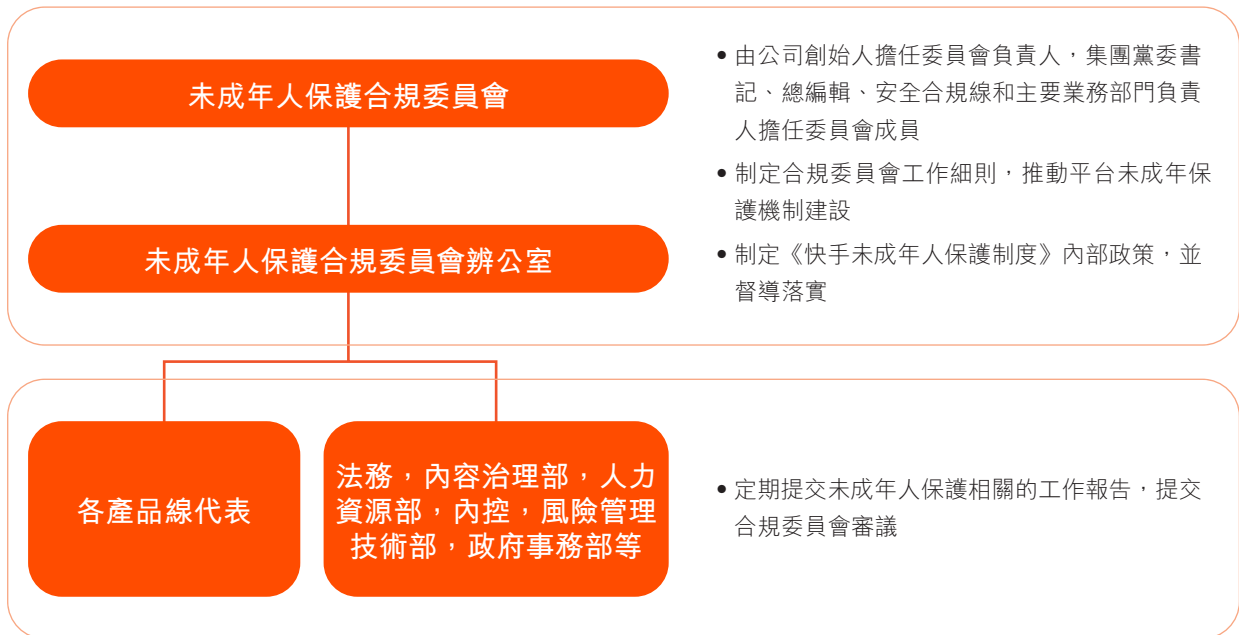 未成年人保護合規委員會
• 由公司創始人擔任委員會負責人，集團黨委書
記、總編輯、安全合規線和主要業務部門負責
人擔任委員會成員
• 制定合規委員會工作細則，推動平台未成年保
護機制建設
未成年人保護合規委員會辨公室
• 制定《快手未成年人保護制度》內部政策，並
督導落實
各產品線代表
法務，內容治理部，人力
資源部，內控，風險管理
技術部，政府事務部等
• 定期提交未成年人保護相關的工作報告，提交
合規委員會審議